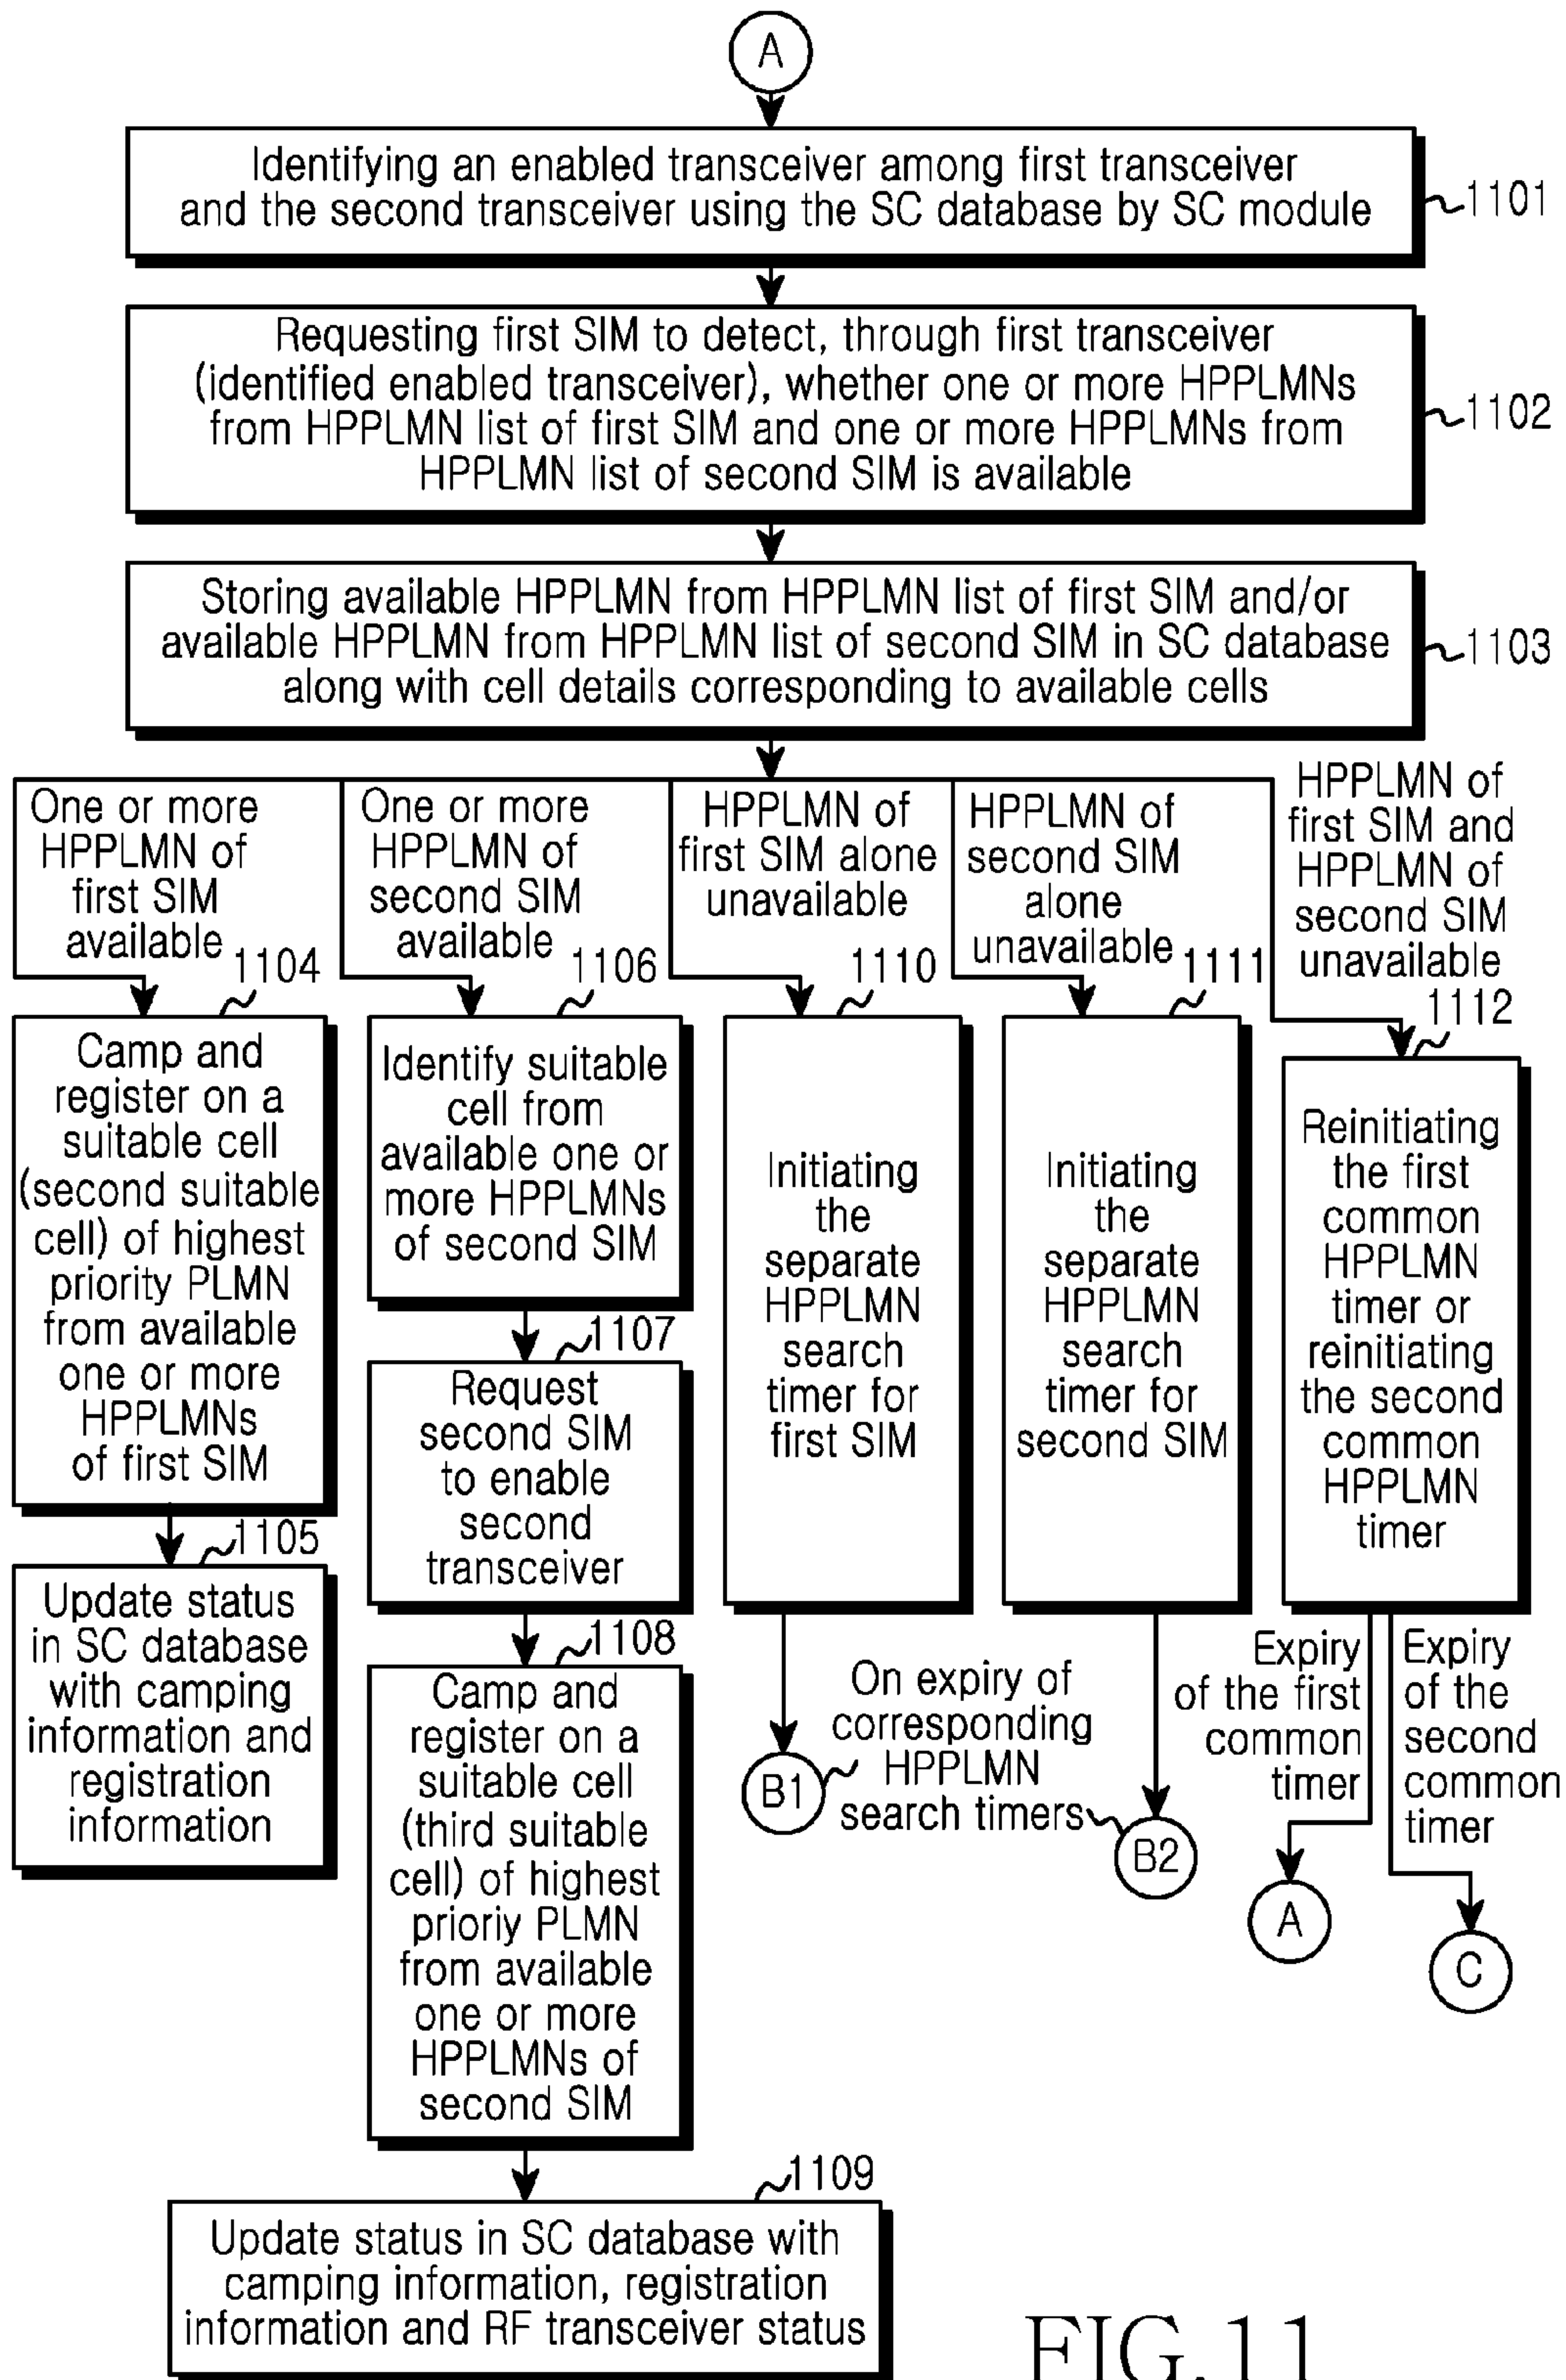 A
Identifying an enabled transceiver among first transceiver
and the second transceiver using the SC database by SC module
1101
Requesting first SIM to detect, through first transceiver
(identified enabled transceiver), whether one or more HPPLMNs
from HPPLMN list of first SIM and one or more HPPLMNs from
HPPLMN list of second SIM is available
1102
Storing available HPPLMN from HPPLMN list of first SIM and/or
available HPPLMN from HPPLMN list of second SIM in SC database
along with cell details corresponding to available cells
1103
One or more
HPPLMN of
first SIM
available
1104
Camp and
register on a
suitable cell
(second suitable
cell) of highest
priority PLMN
from available
one or more
HPPLMNs
of first SIM
1105
Update status
in SC database
with camping
information and
registration
information
One or more
HPPLMN of
second SIM
available
1106
Identify suitable
cell from
available one or
more HPPLMNs
of second SIM
1107
Request
second SIM
to enable
second
transceiver
1108
Camp and
register on a
suitable cell
(third suitable
cell) of highest
prioriy PLMN
from available
one or more
HPPLMNs of
second SIM
1109
Update status in SC database with
camping information, registration
information and RF transceiver status
HPPLMN of
first SIM alone
unavailable
1110
Initiating
the
separate
HPPLMN
search
timer for
first SIM
B1
HPPLMN of
second SIM
alone
unavailable
1111
Initiating
the
separate
HPPLMN
search
timer for
second SIM
On expiry of
corresponding
HPPLMN
search timers
B2
HPPLMN of
first SIM and
HPPLMN of
second SIM
unavailable
1112
Reinitiating
the first
common
HPPLMN
timer or
reinitiating
the second
common
HPPLMN
timer
Expiry
of the first
common
timer
A
Expiry
of the
second
common
timer
C
FIG.11